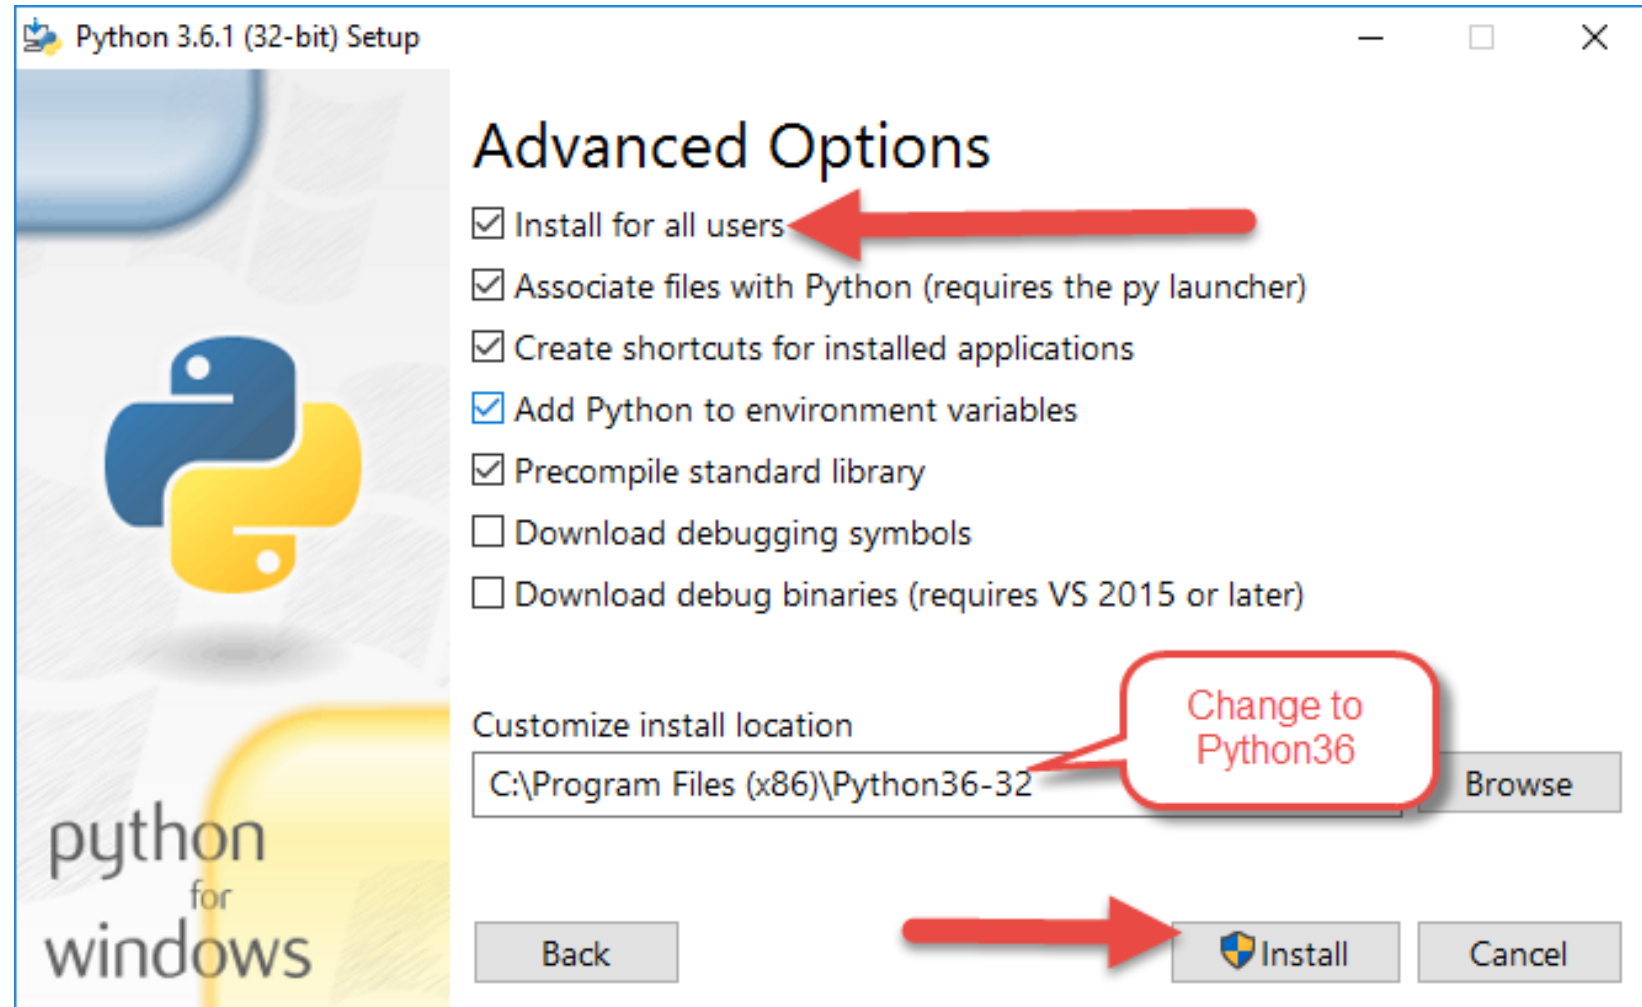 Python 3.6.1 (32-bit) Setup
Advanced Options
Install for all users
Associate files with Python (requires the py launcher)
Create shortcuts for installed applications
Add Python to environment variables
Precompile standard library
Download debugging symbols
Download debug binaries (requires VS 2015 or later)
Change to
Python36
Customize install location
C:\Program Files (x86)\Python36-32
Browse
python
for
windows
Back
Install
Cancel